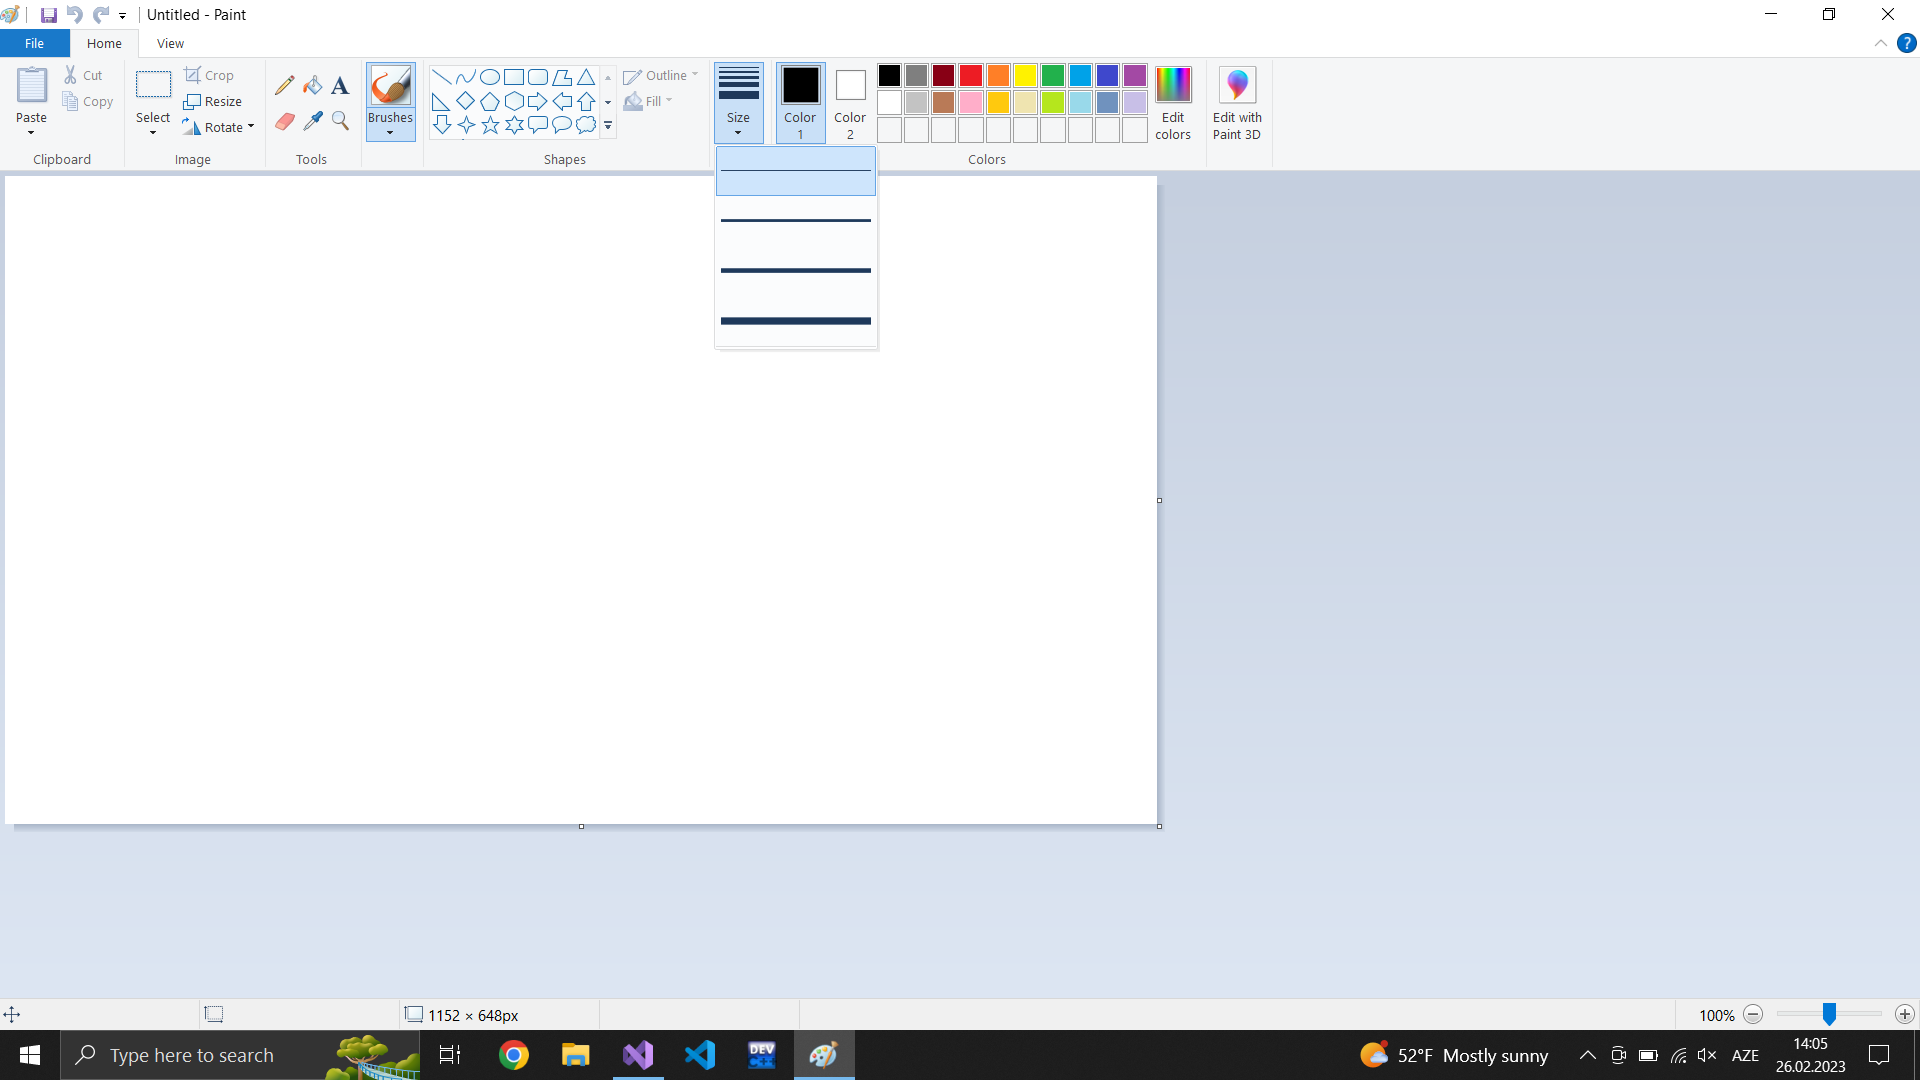 Untitled - Paint
File Home View
Paste
Cut
Copy
Clipboard
Select
Crop
Resize
Rotate
Image
A
Tools
Brushes
Outline
Fill
Shapes
Size
Color
1
Color
2
Edit
colors
Colors
Edit with
Paint 3D
?
1152 × 648px
100%
Type here to search
DEV
C++
52°F Mostly sunny
AZE
14:05
26.02.2023